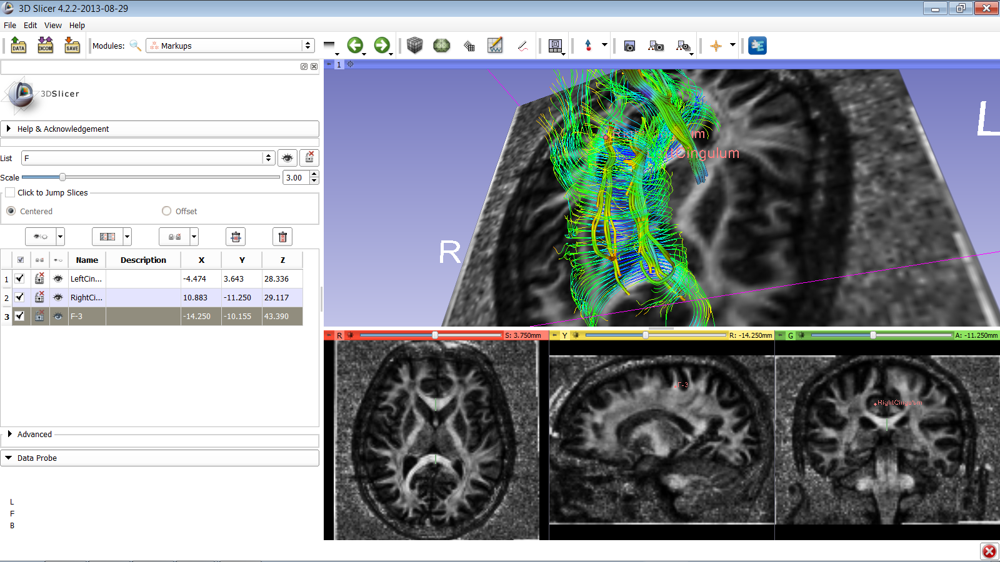 3D Slicer 4.2.2-2013-08-29
File Edit View Help
DATA DICOM SAVE Modules: Markups
1
3DSlicer
Help & Acknowledgement
List F
Scale 3.00
Click to Jump Slices
Centered Offset
Name Description X Y Z
1 LeftCin... -4.474 3.643 28.336
2 RightCi... 10.883 -11.250 29.117
3 F-3 -14.250 -10.155 43.390
Advanced
Data Probe
L
F
B
L
R
R S: 3.750mm
Y R: -14.250mm
G A: -11.250mm
F-3
RightCingulum